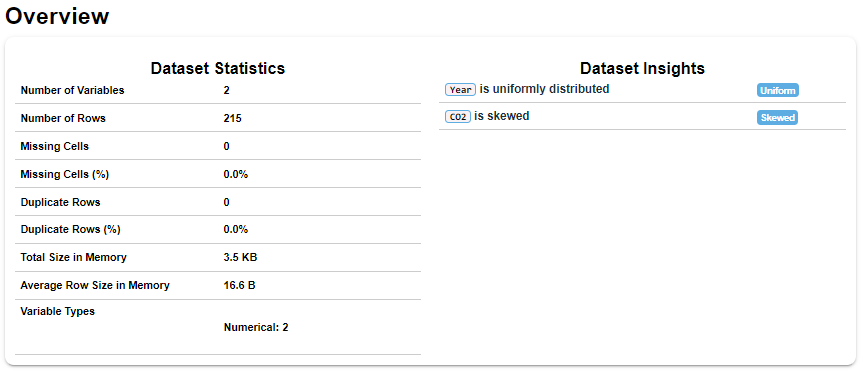 Overview
Dataset Statistics
Number of Variables 2
Number of Rows 215
Missing Cells 0
Missing Cells (%) 0.0%
Duplicate Rows 0
Duplicate Rows (%) 0.0%
Total Size in Memory 3.5 KB
Average Row Size in Memory 16.6 B
Variable Types
Numerical: 2
Dataset Insights
Year is uniformly distributed Uniform
CO2 is skewed Skewed